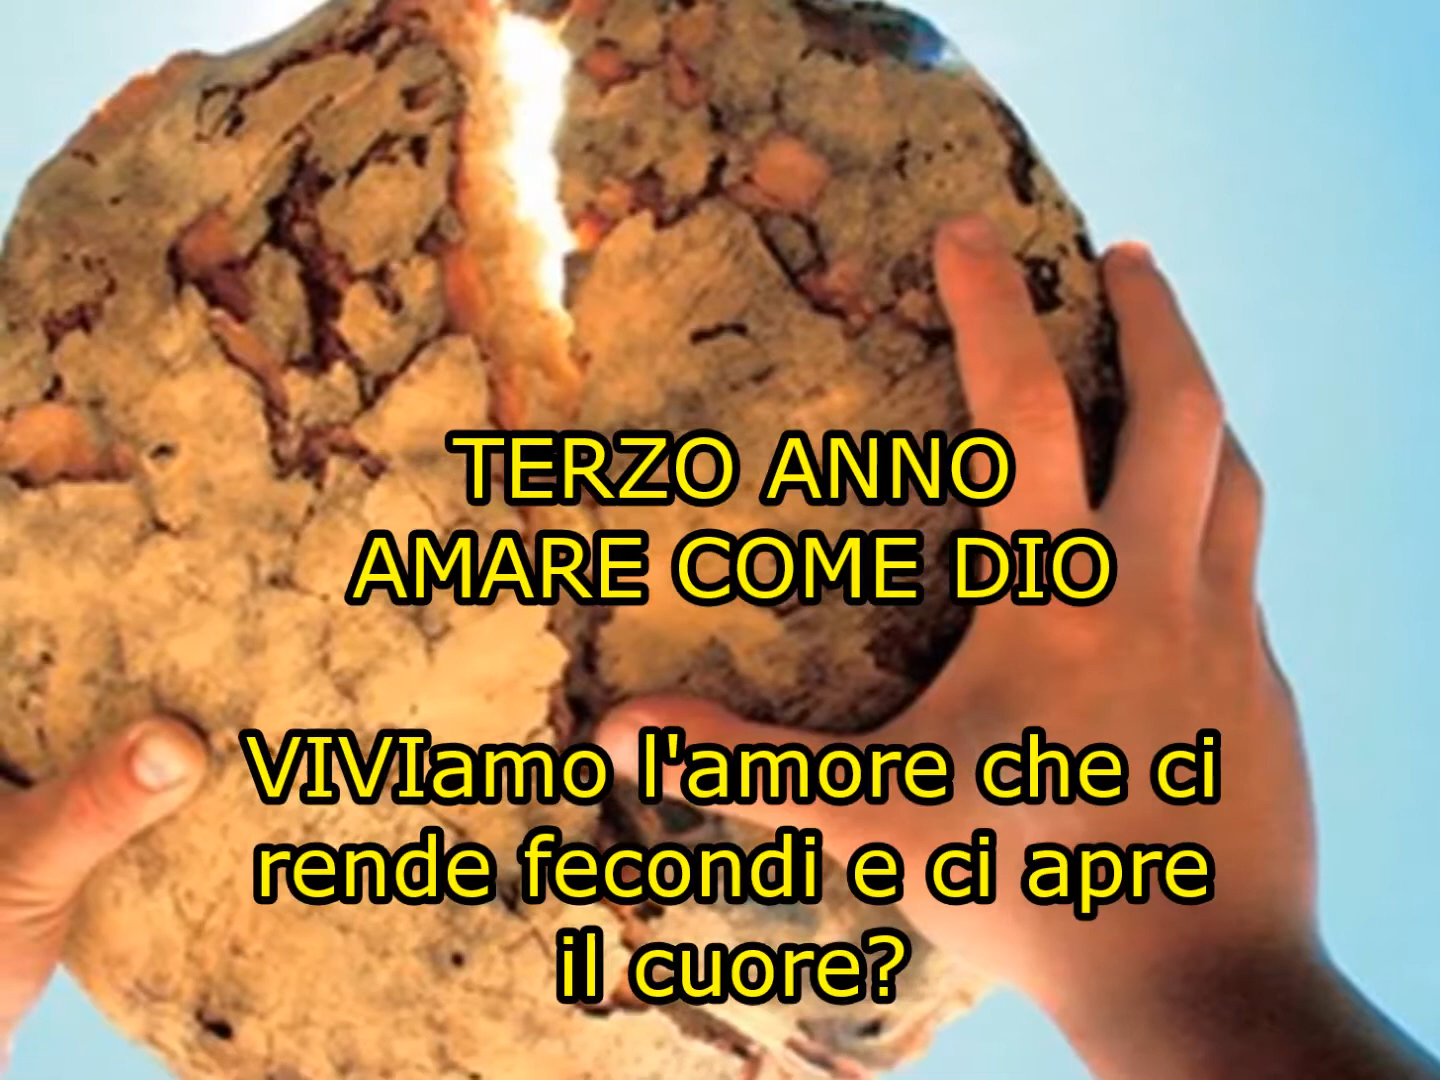 TERZO ANNO
AMARE COME DIO
VIVIamo l'amore che ci
rende fecondi e ci apre
il cuore?